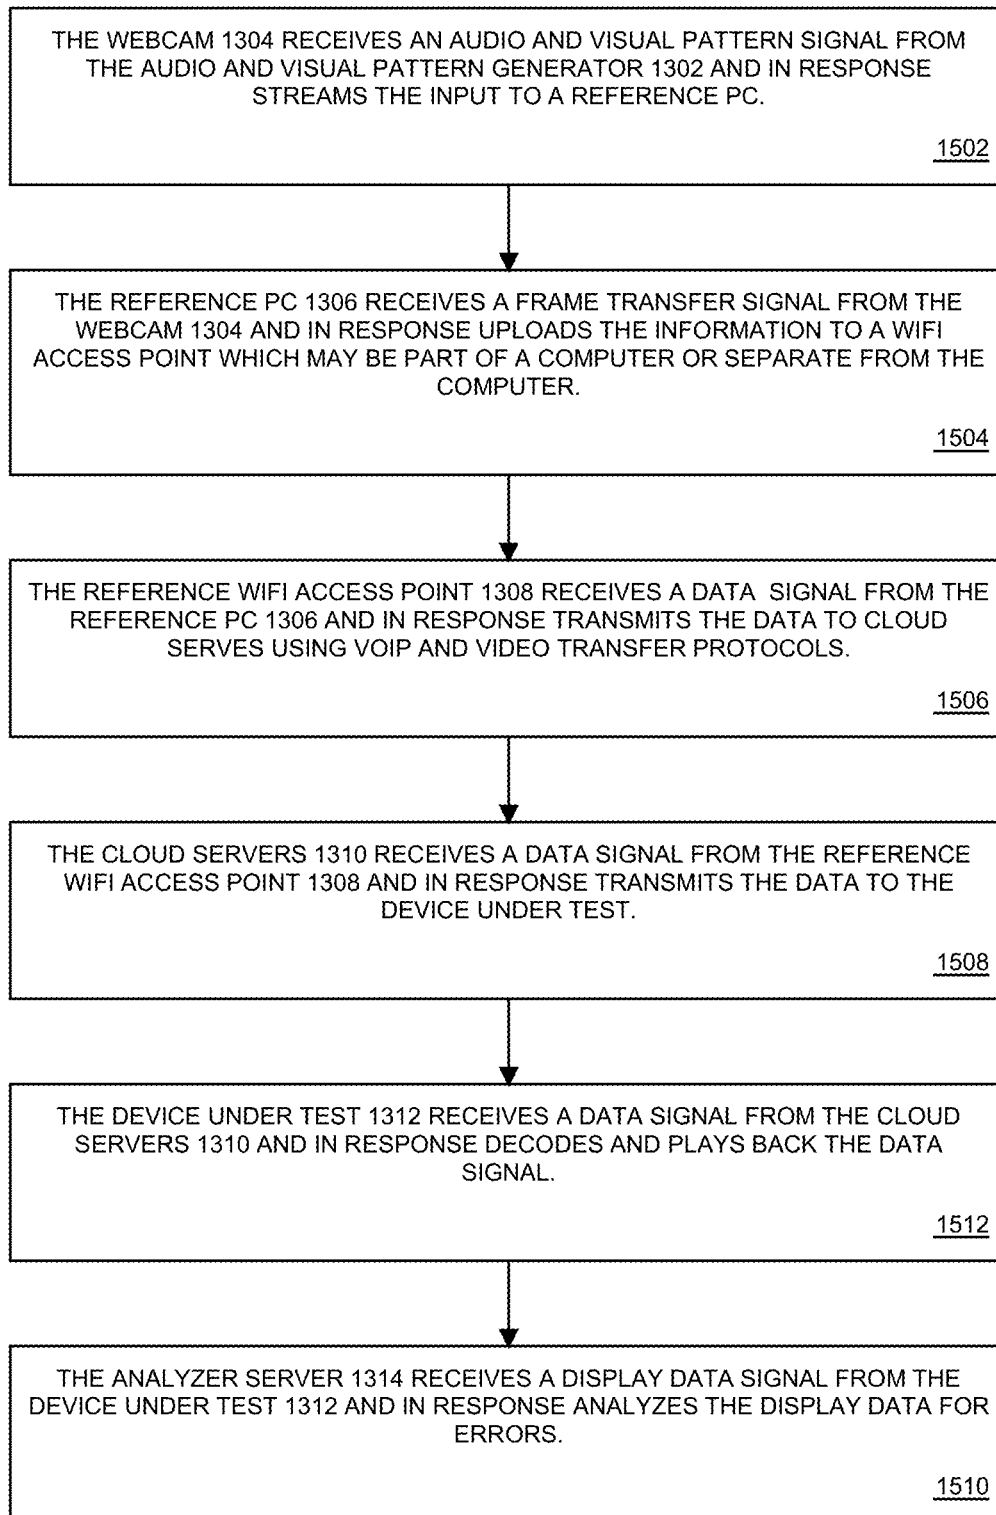 THE WEBCAM 1304 RECEIVES AN AUDIO AND VISUAL PATTERN SIGNAL FROM
THE AUDIO AND VISUAL PATTERN GENERATOR 1302 AND IN RESPONSE
STREAMS THE INPUT TO A REFERENCE PC.
1502
THE REFERENCE PC 1306 RECEIVES A FRAME TRANSFER SIGNAL FROM THE
WEBCAM 1304 AND IN RESPONSE UPLOADS THE INFORMATION TO A WIFI
ACCESS POINT WHICH MAY BE PART OF A COMPUTER OR SEPARATE FROM THE
COMPUTER.
1504
THE REFERENCE WIFI ACCESS POINT 1308 RECEIVES A DATA SIGNAL FROM THE
REFERENCE PC 1306 AND IN RESPONSE TRANSMITS THE DATA TO CLOUD
SERVES USING VOIP AND VIDEO TRANSFER PROTOCOLS.
1506
THE CLOUD SERVERS 1310 RECEIVES A DATA SIGNAL FROM THE REFERENCE
WIFI ACCESS POINT 1308 AND IN RESPONSE TRANSMITS THE DATA TO THE
DEVICE UNDER TEST.
1508
THE DEVICE UNDER TEST 1312 RECEIVES A DATA SIGNAL FROM THE CLOUD
SERVERS 1310 AND IN RESPONSE DECODES AND PLAYS BACK THE DATA
SIGNAL.
1512
THE ANALYZER SERVER 1314 RECEIVES A DISPLAY DATA SIGNAL FROM THE
DEVICE UNDER TEST 1312 AND IN RESPONSE ANALYZES THE DISPLAY DATA FOR
ERRORS.
1510